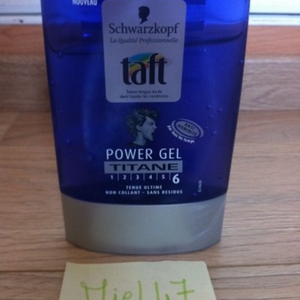 NOUVEAU
Schwarzkopf
La Qualité Professionnelle
taft
POWER GEL
TITANE
1 2 3 4 5 6
TENUE ULTIME
NON COLLANT - SANS RESIDUS